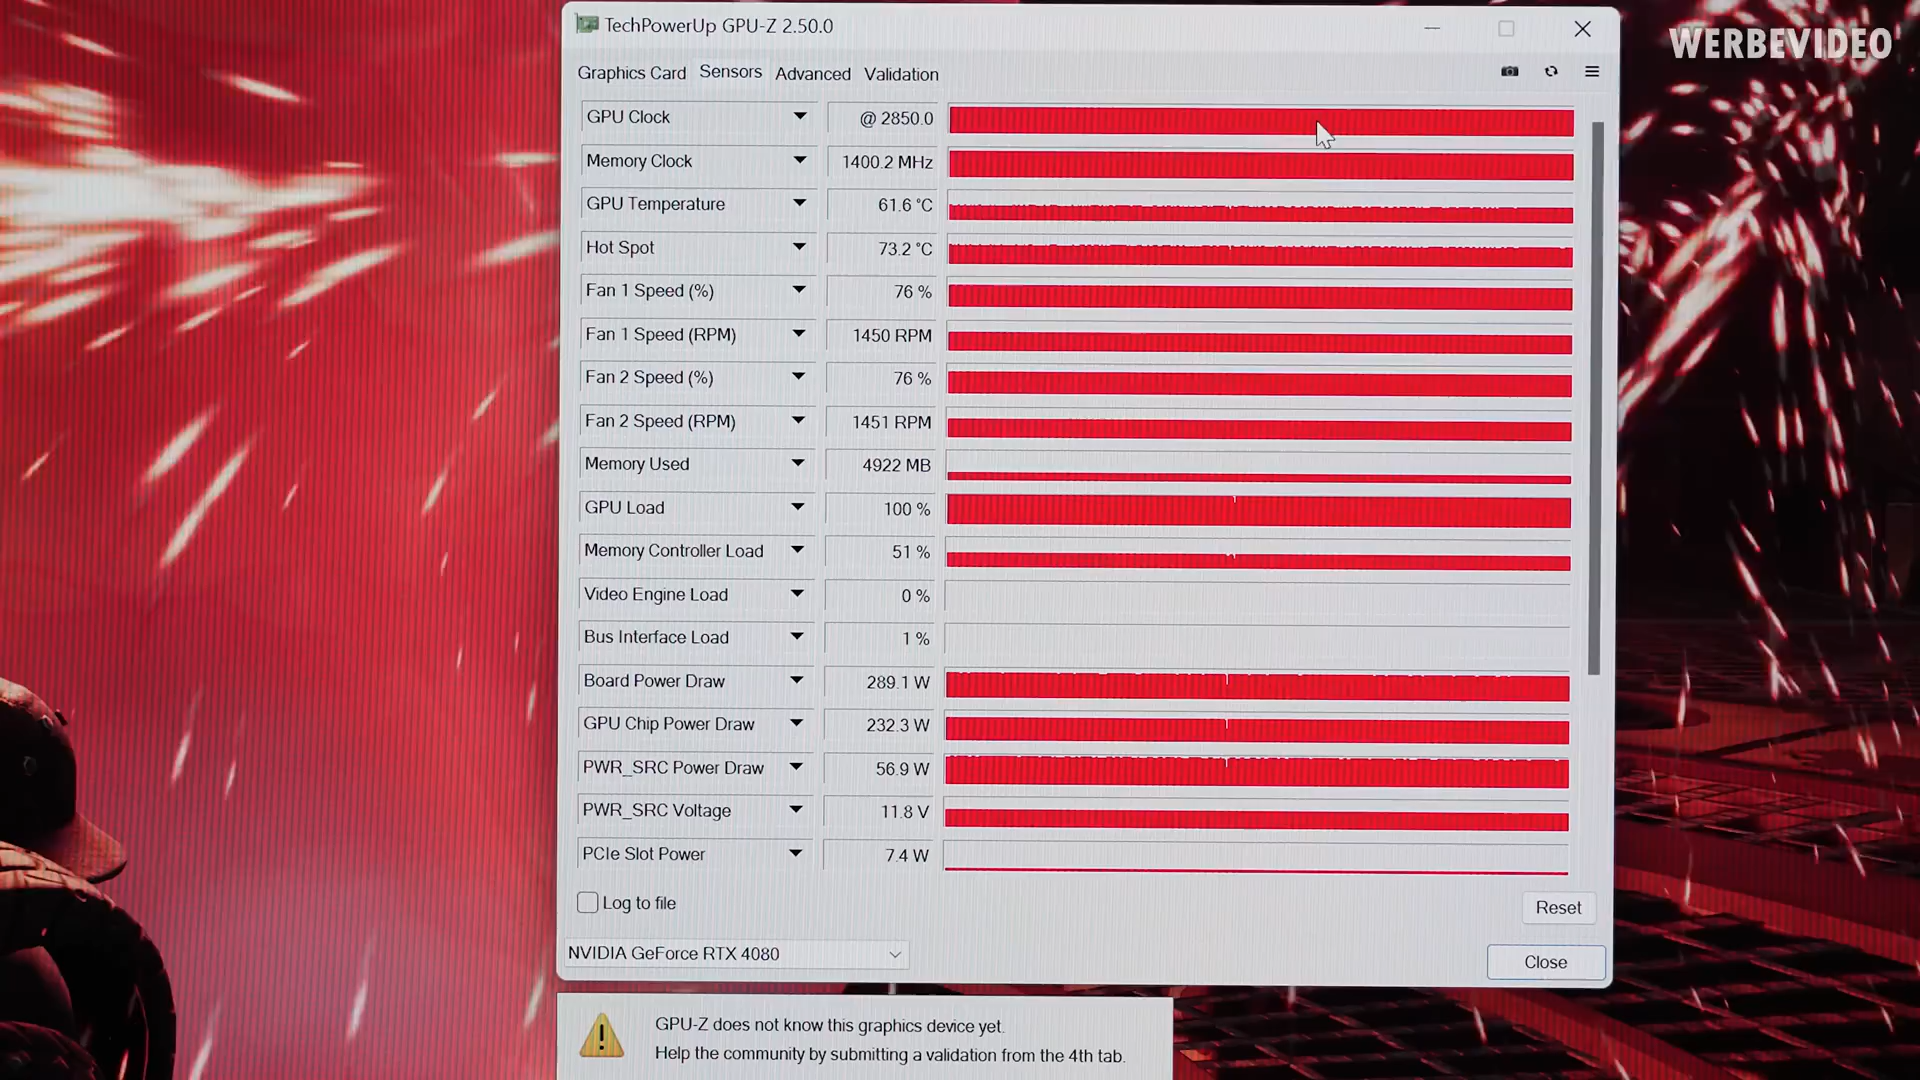 TechPowerUp GPU-Z 2.50.0
WERBEVIDEO
Graphics Card Sensors Advanced Validation
GPU Clock @ 2850.0
Memory Clock 1400.2 MHz
GPU Temperature 61.6 °C
Hot Spot 73.2 °C
Fan 1 Speed (%) 76 %
Fan 1 Speed (RPM) 1450 RPM
Fan 2 Speed (%) 76 %
Fan 2 Speed (RPM) 1451 RPM
Memory Used 4922 MB
GPU Load 100 %
Memory Controller Load 51 %
Video Engine Load 0 %
Bus Interface Load 1 %
Board Power Draw 289.1 W
GPU Chip Power Draw 232.3 W
PWR_SRC Power Draw 56.9 W
PWR_SRC Voltage 11.8 V
PCIe Slot Power 7.4 W
Log to file
Reset
NVIDIA GeForce RTX 4080
Close
GPU-Z does not know this graphics device yet.
Help the community by submitting a validation from the 4th tab.